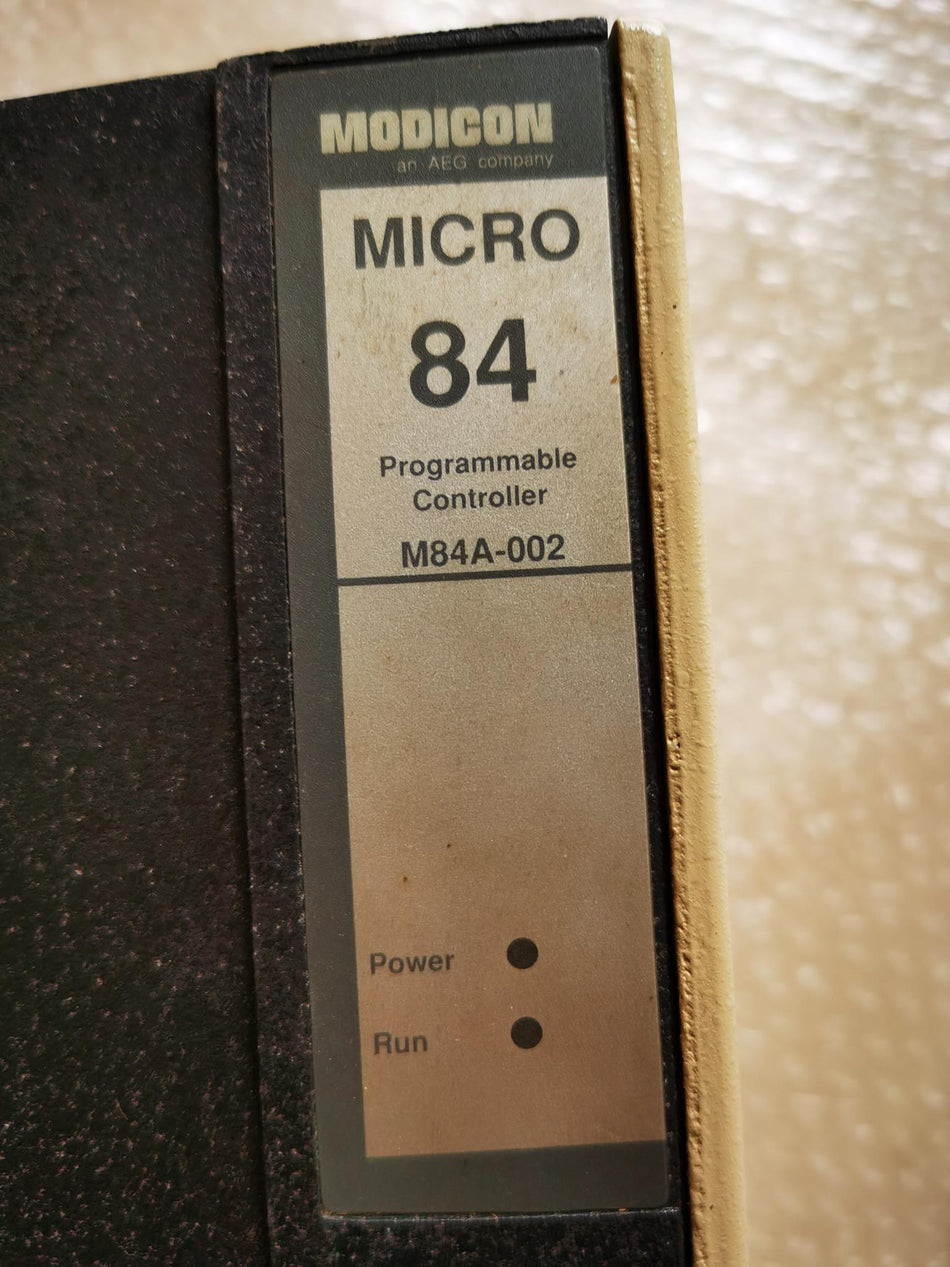 MODICON
an AEG company
MICRO
84
Programmable
Controller
M84A-002
Power
Run